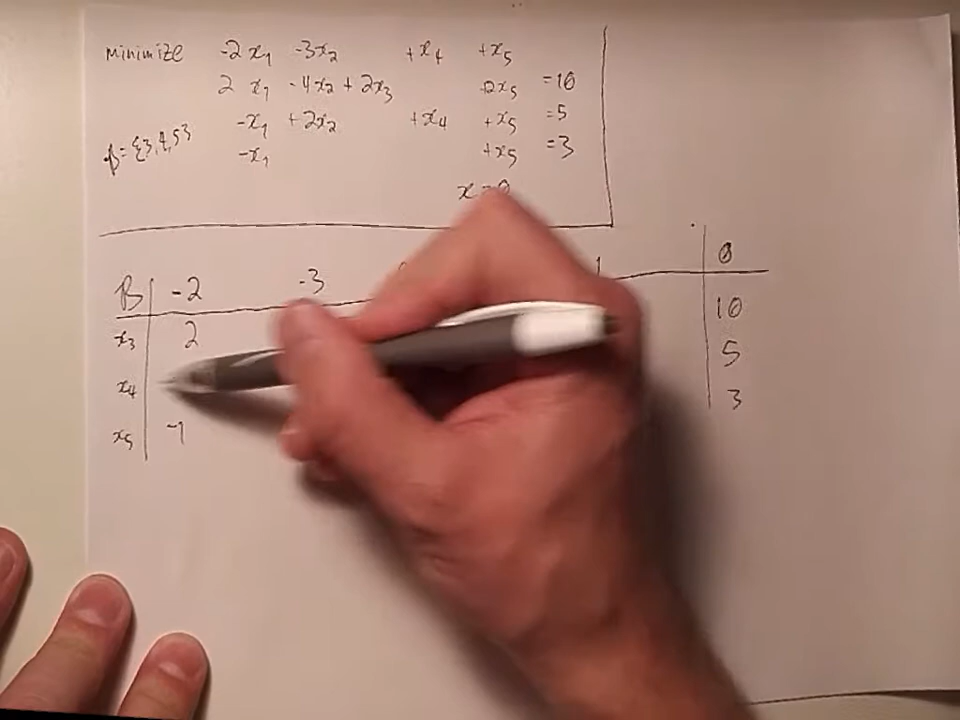 minimize -2x₁ -3x₂ +x₄ +x₅
2x₁ -4x₂ + 2x₃ -2x₅ =10
-x₁ +2x₂ +x₄ +x₅ =5
B={3,4,5} -x₁ +x₅ =3
B -2 -3 1 0
x₃ 2 10
x₄ 5
x₅ -1 3